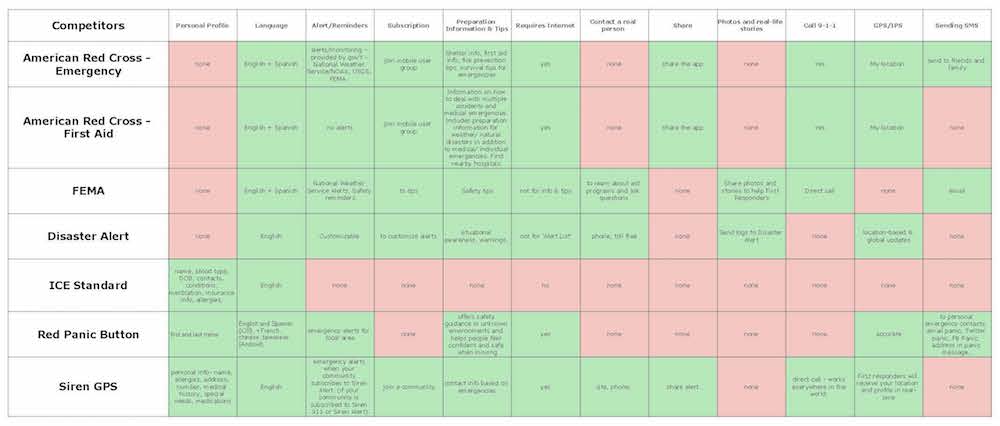 Competitors Personal Profile Language Alert/Reminders Subscription Preparation Information & Tips Requires Internet Contact a real person Share Photos and real-life stories Call 9-1-1 GPS/IPS Sending SMS
American Red Cross - Emergency
none
English + Spanish
alerts/monitoring - provided by gov't - National Weather Service/NOAA, USGS, FEMA
join mobile user group
Shelter info, first aid info, fire prevention tips, survival tips for emergencies
yes
none
share the app
none
yes
My location
send to friends and family
American Red Cross - First Aid
none
English + Spanish
no alerts
join mobile user group
Information on how to deal with multiple accidents and medical emergencies. Includes preparation information for weather/ natural disasters in addition to medical/ individual emergencies. Find nearby hospitals.
yes
none
share the app
none
yes
My location
none
FEMA
none
English + Spanish
National Weather Service Alerts, Safety reminders
to tips
Safety tips
not for info & tips
to learn about aid programs and ask questions
none
Share photos and stories to help First Responders
Direct call
none
email
Disaster Alert
none
English
Customizable
to customize alerts
situational awareness, warnings,
not for "Alert List"
phone, toll free
none
Send logs to Disaster Alert
none
location-based & global updates
none
ICE Standard
name, blood type, DOB, contacts, conditions, medication, insurance info, allergies,
English
none
none
none
no
none
none
none
none
none
none
Red Panic Button
first and last name
English and Spanish (iOS), +French, chinese, Japanese (Android)
emergency alerts for local area
none
offers safety guidance in unknown environments and helps people feel confident and safe when moving
yes
none
none
none
none
accurate
to personal emergency contacts, email panic, Twitter panic, FB Panic, address in panic message,
Siren GPS
personal info- name, allergies, address, number, medical history, special needs, medications
English
emergency alerts when your community subscribes to Siren Alert (if your community is subscribed to Siren 911 or Siren Alert)
join a community,
contact info based on emergencies
yes
site, phone,
share alert
none
direct call - works everywhere in the world
First responders will receive your location and profile in real-time
none